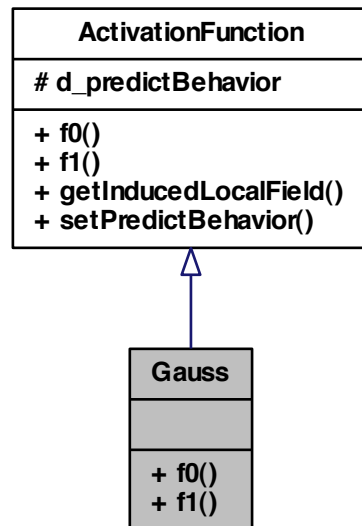 ActivationFunction
# d_predictBehavior
+ f0()
+ f1()
+ getInducedLocalField()
+ setPredictBehavior()
Gauss
+ f0()
+ f1()